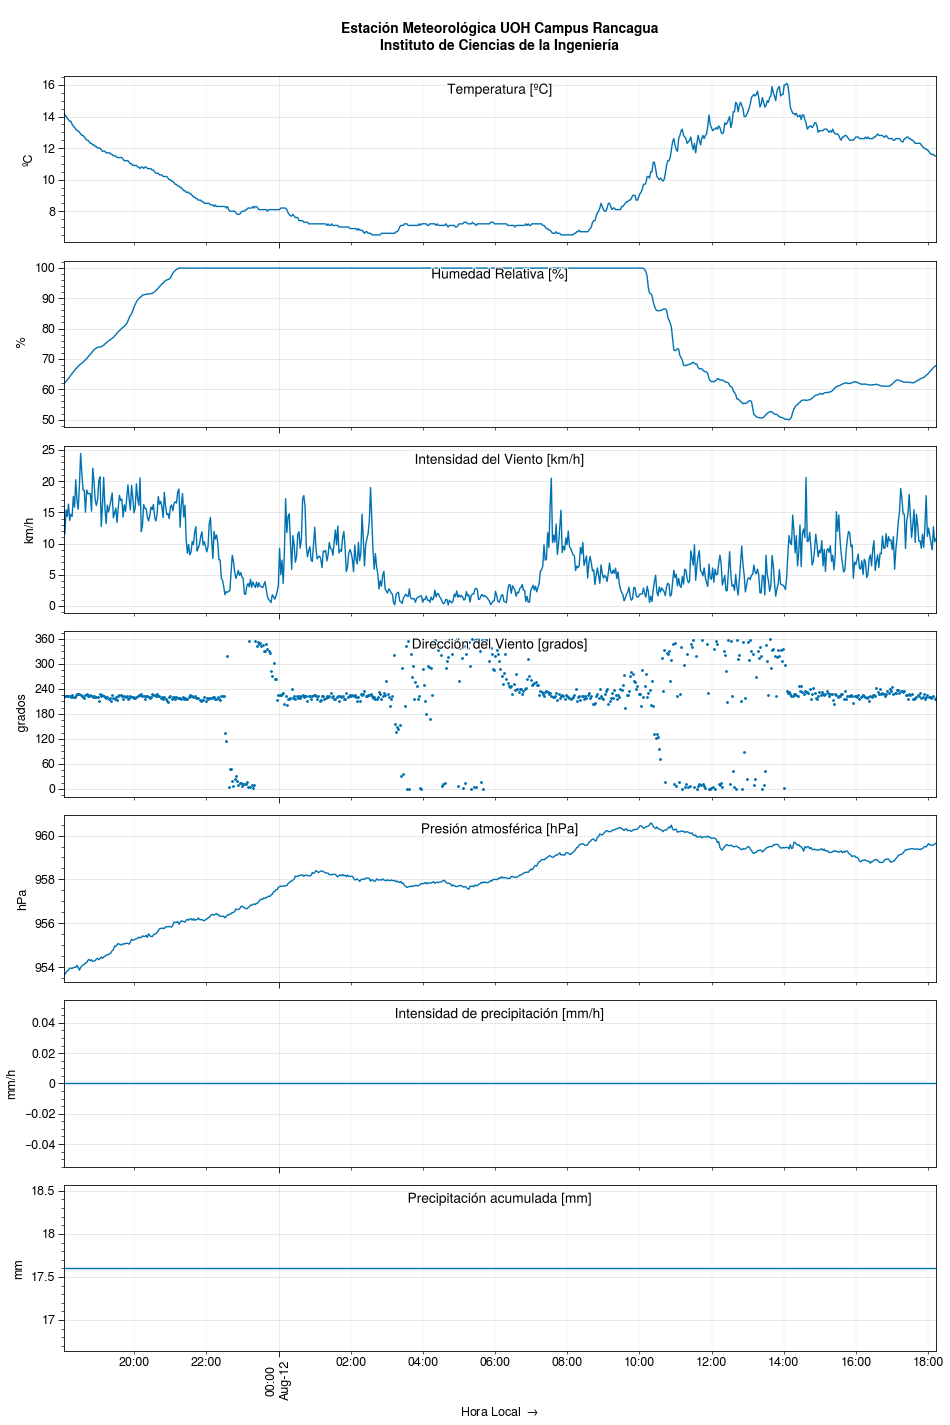 Estación Meteorológica UOH Campus Rancagua
Instituto de Ciencias de la Ingeniería
Temperatura [ºC]
16
14
12
10
8
ºC
Humedad Relativa [%]
100
90
80
70
60
50
%
Intensidad del Viento [km/h]
25
20
15
10
5
0
km/h
Dirección del Viento [grados]
360
300
240
180
120
60
0
grados
Presión atmosférica [hPa]
960
958
956
954
hPa
Intensidad de precipitación [mm/h]
0.04
0.02
0
−0.02
−0.04
mm/h
Precipitación acumulada [mm]
18.5
18
17.5
17
mm
20:00 22:00 00:00 02:00 04:00 06:00 08:00 10:00 12:00 14:00 16:00 18:00
Aug-12
Hora Local →